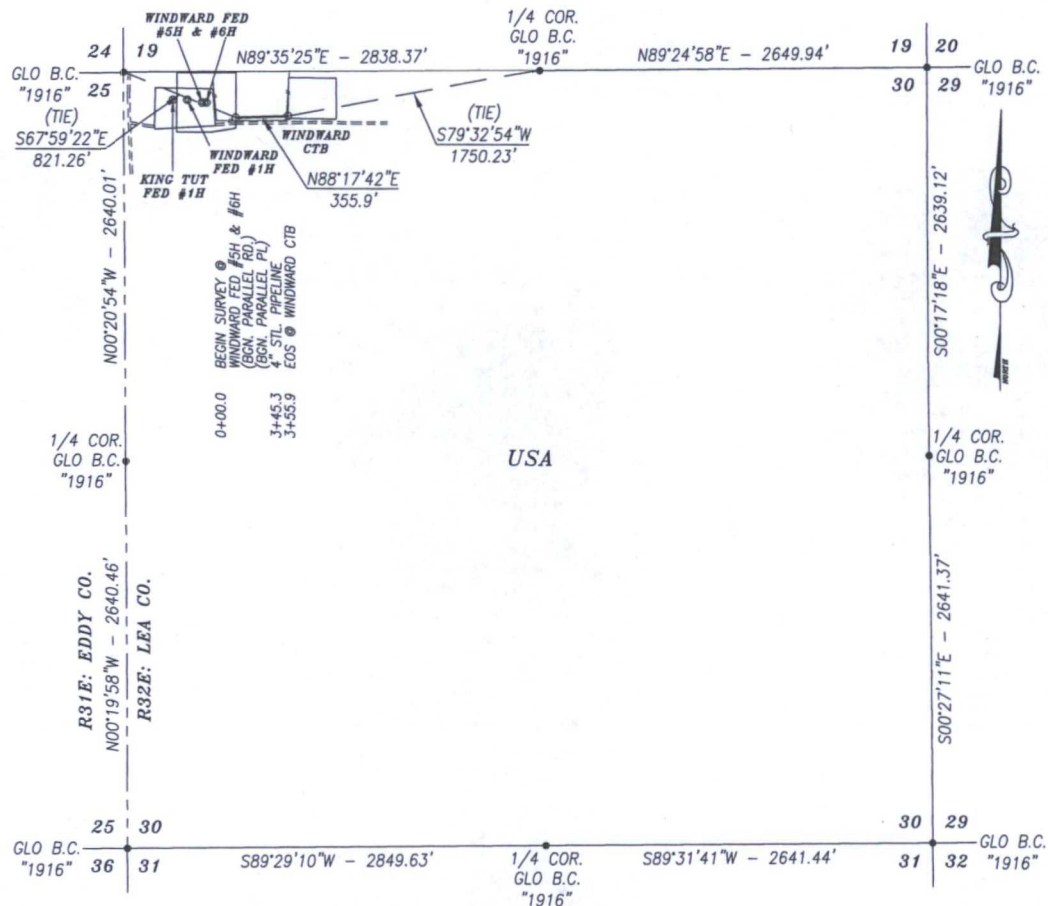 WINDWARD FED
#5H & #6H
24 19
N89°35'25"E - 2838.37'
1/4 COR.
GLO B.C.
"1916"
N89°24'58"E - 2649.94'
19 20
GLO B.C.
"1916"
25
30 29
GLO B.C.
"1916"
(TIE)
S67°59'22"E
821.26'
WINDWARD
CTB
(TIE)
S79°32'54"W
1750.23'
WINDWARD
FED #1H
KING TUT
FED #1H
N88°17'42"E
355.9'
N00°20'54"W - 2640.01'
0+00.0 BEGIN SURVEY @
WINDWARD FED #5H & #6H
(BGN. PARALLEL RD.)
(BGN. PARALLEL PL)
3+45.3 4" STL. PIPELINE
3+55.9 EOS @ WINDWARD CTB
S00°17'18"E - 2639.12'
NORTH
1/4 COR.
GLO B.C.
"1916"
USA
1/4 COR.
GLO B.C.
"1916"
R31E: EDDY CO.
N00°19'58"W - 2640.46'
R32E: LEA CO.
S00°27'11"E - 2641.37'
25 30
GLO B.C.
"1916"
36 31
S89°29'10"W - 2849.63'
1/4 COR.
GLO B.C.
"1916"
S89°31'41"W - 2641.44'
30 29
31 32
GLO B.C.
"1916"